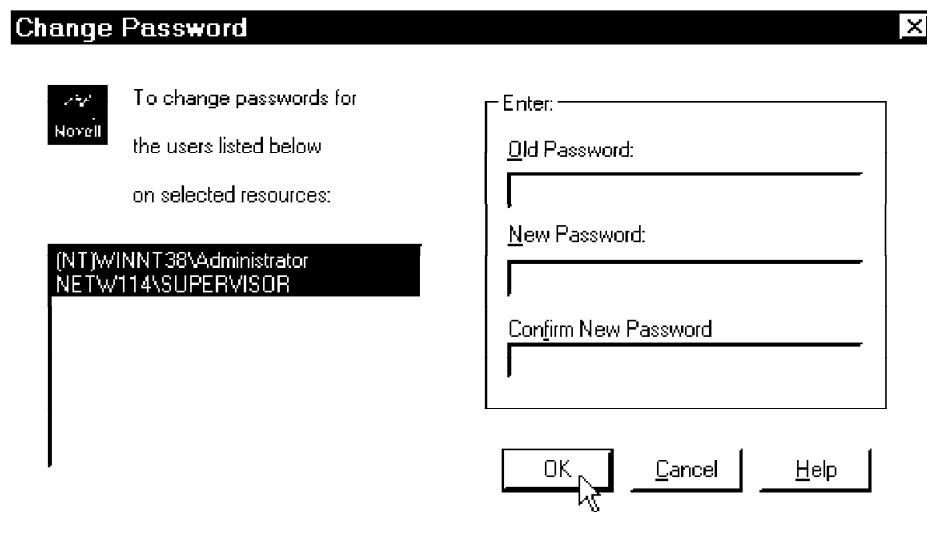 Change Password
Novell
To change passwords for
the users listed below
on selected resources:
(NT)WINNT38\Administrator
NETW114\SUPERVISOR
Enter:
Old Password:
New Password:
Confirm New Password
OK
Cancel
Help